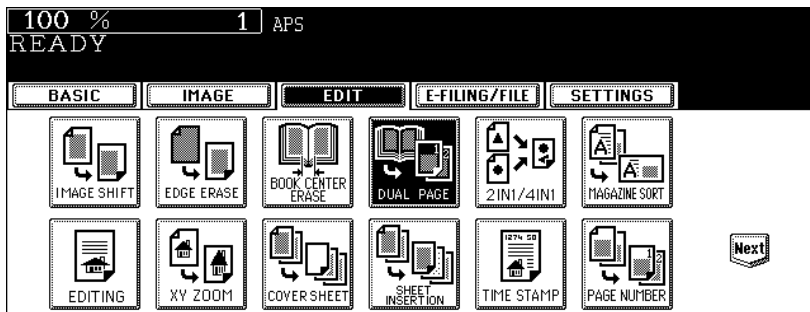 100 % 1 APS
READY
BASIC IMAGE EDIT E-FILING/FILE SETTINGS
IMAGE SHIFT EDGE ERASE BOOK CENTER ERASE DUAL PAGE 2IN1/4IN1 MAGAZINE SORT
EDITING XY ZOOM COVER SHEET SHEET INSERTION TIME STAMP PAGE NUMBER Next